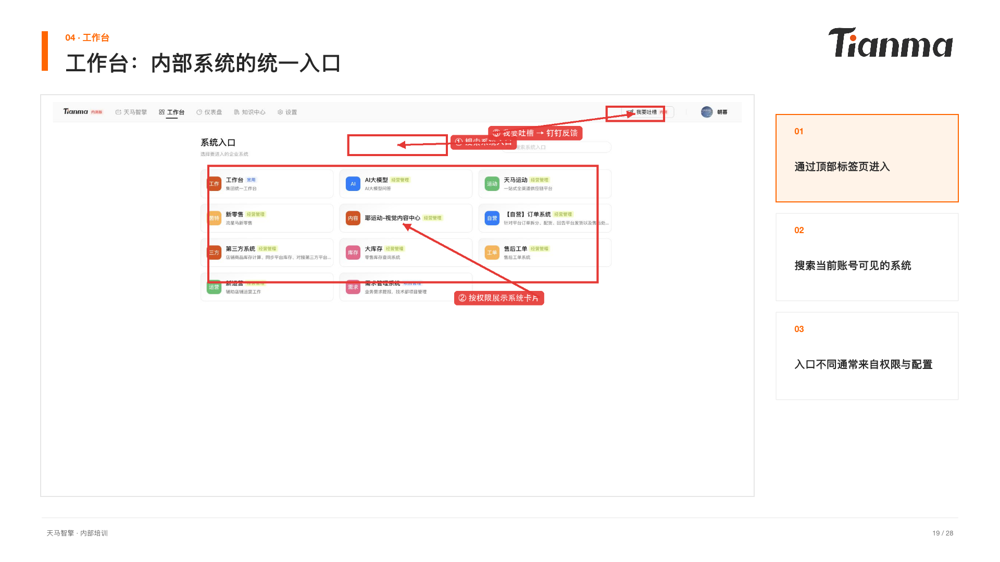 04 · 工作台
工作台：内部系统的统一入口
Tianma
Tianma 内测版 天马智擎 工作台 仪表盘 知识中心 设置 我要吐槽 内测 朝暮
③ 我要吐槽 → 钉钉反馈
① 搜索系统入口
系统入口
选择要进入的企业系统
搜索系统入口
工作 工作台 常用
集团统一工作台
AI AI大模型 经营管理
AI大模型问答
运动 天马运动 经营管理
一站式全渠道供应链平台
新零售 经营管理
流星马新零售
内容 耶运动-视觉内容中心 经营管理
自营 【自营】订单系统 经营管理
针对平台订单拆分、配货、回告平台发货以及售后处...
三方 第三方系统 经营管理
店铺商品库存计算、同步平台库存，对接第三方平台...
库存 大库存 经营管理
零售库存查询系统
工单 售后工单 经营管理
售后工单系统
运营 新运营 经营管理
辅助店铺运营工作
需求 需求管理系统 项目管理
业务需求提报，技术部项目管理
② 按权限展示系统卡片
01
通过顶部标签页进入
02
搜索当前账号可见的系统
03
入口不同通常来自权限与配置
天马智擎 · 内部培训
19 / 28